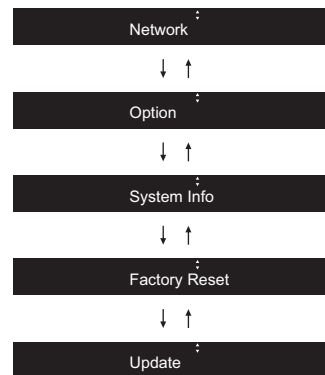 Network
Option
System Info
Factory Reset
Update